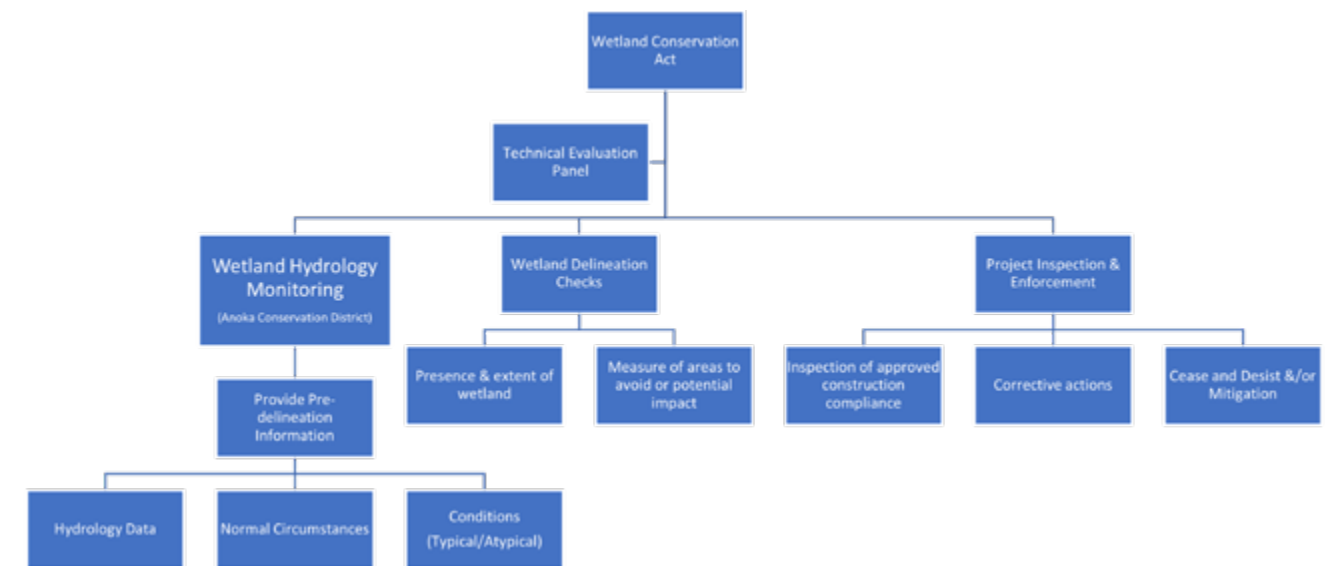 Wetland Conservation
Act
Technical Evaluation
Panel
Wetland Hydrology
Monitoring
(Anoka Conservation District)
Wetland Delineation
Checks
Project Inspection &
Enforcement
Presence & extent of
wetland
Measure of areas to
avoid or potential
impact
Inspection of approved
construction
compliance
Corrective actions
Cease and Desist &/or
Mitigation
Provide Pre-
delineation
Information
Hydrology Data
Normal Circumstances
Conditions
(Typical/Atypical)